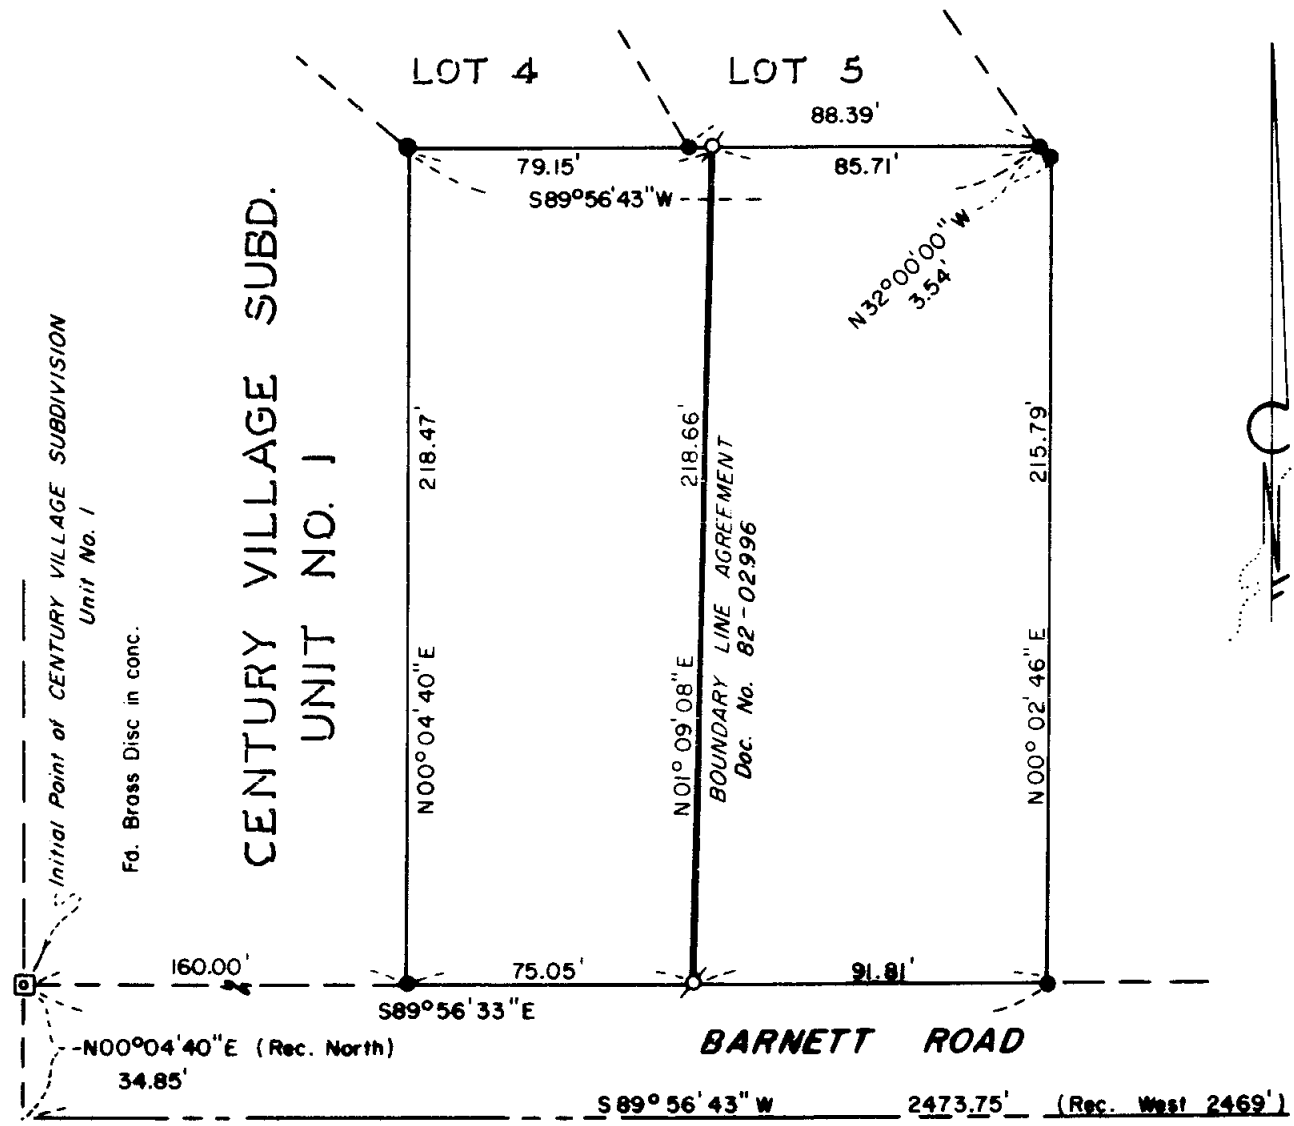 LOT 4
LOT 5
88.39'
79.15'
85.71'
S89°56'43"W
N32°00'00"W
3.54'
CENTURY VILLAGE SUBD.
UNIT NO. 1
Initial Point of CENTURY VILLAGE SUBDIVISION
Unit No. 1
Fd. Brass Disc in conc.
218.47'
N00°04'40"E
218.66'
N01°09'08"E
BOUNDARY LINE AGREEMENT
Doc. No. 82-02996
215.79'
N00°02'46"E
N
160.00'
75.05'
91.81'
S89°56'33"E
BARNETT ROAD
N00°04'40"E (Rec. North)
34.85'
S89°56'43"W 2473.75' (Rec. West 2469')